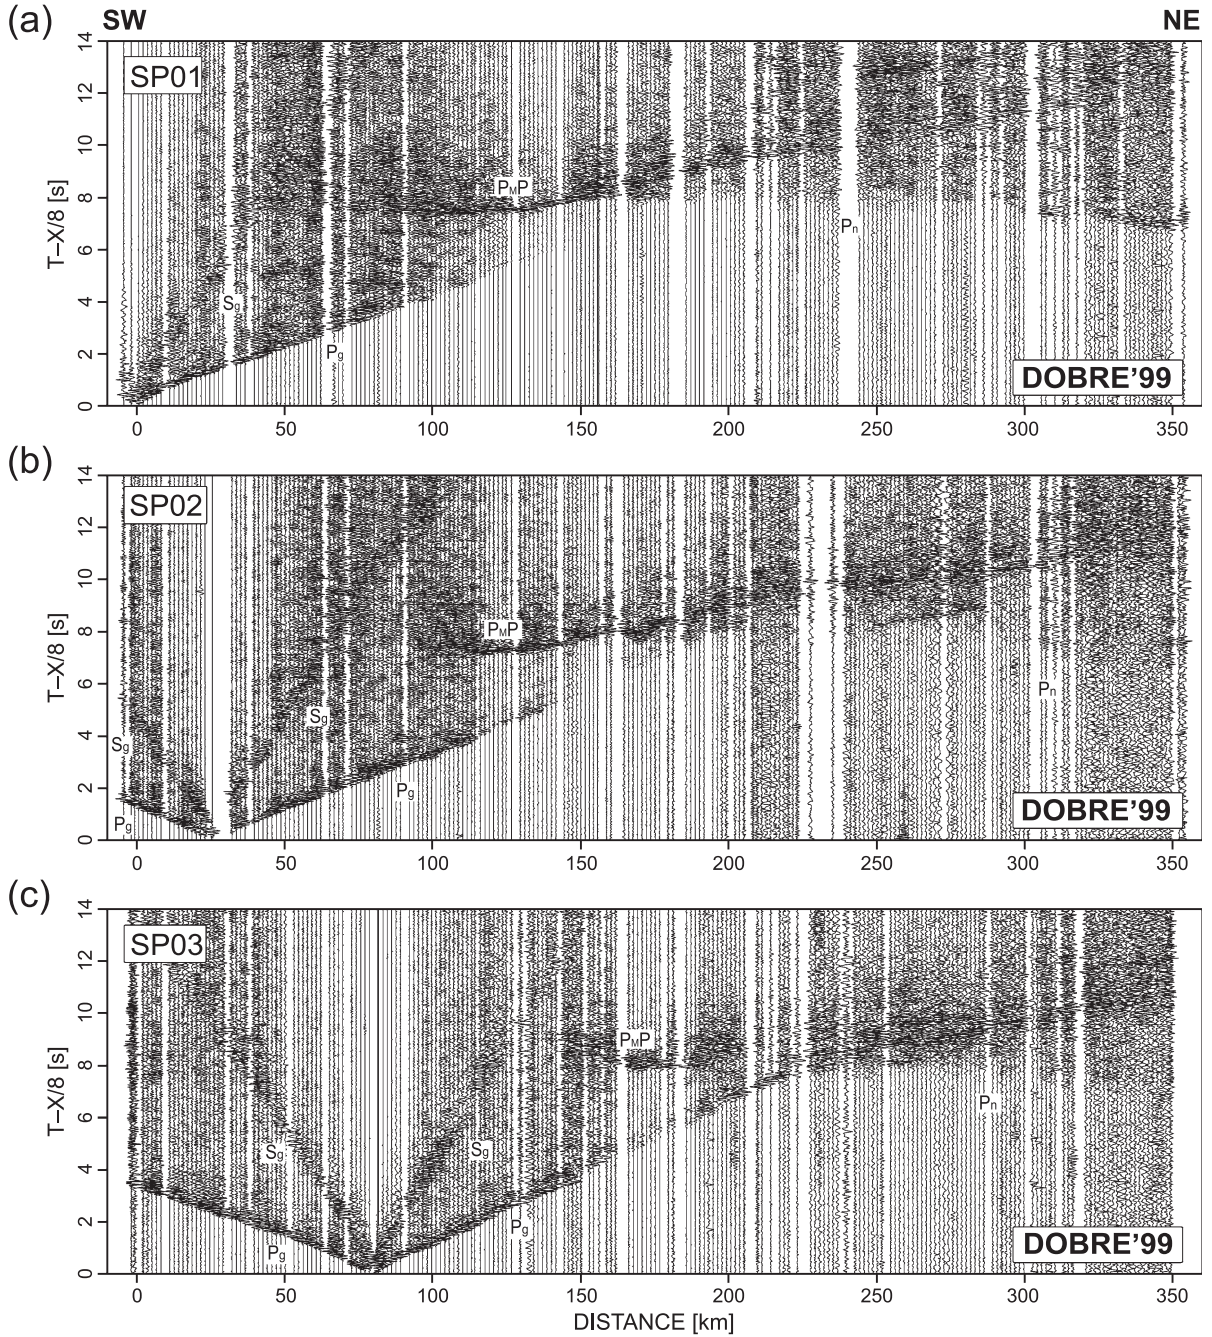 (a) SW NE
14
SP01
12
10
8
6
4
2
0
T–X/8 [s]
PMP
Pn
Sg
Pg
DOBRE’99
0 50 100 150 200 250 300 350
(b)
14
SP02
12
10
8
6
4
2
0
T–X/8 [s]
PMP
Pn
Sg
Sg
Pg
Pg
DOBRE’99
0 50 100 150 200 250 300 350
(c)
14
SP03
12
10
8
6
4
2
0
T–X/8 [s]
PMP
Pn
Sg
Sg
Pg
Pg
DOBRE’99
0 50 100 150 200 250 300 350
DISTANCE [km]